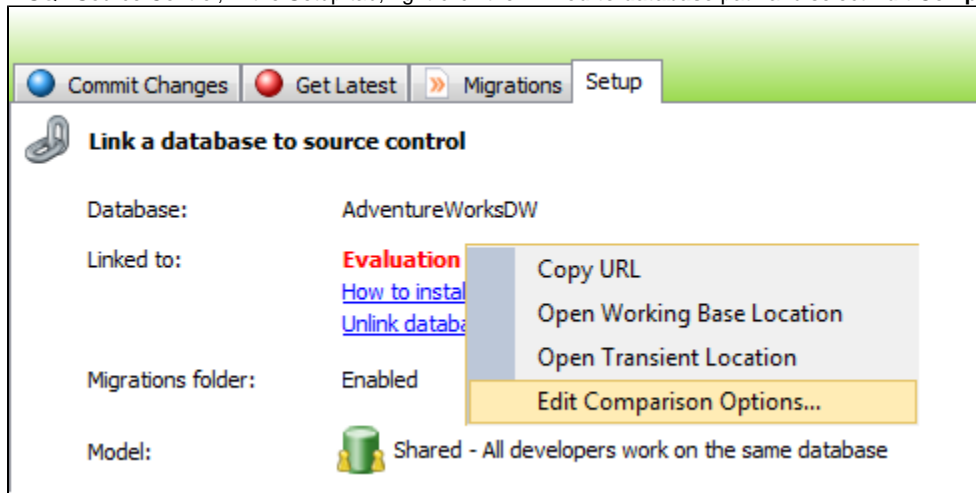 Commit Changes Get Latest Migrations Setup
Link a database to source control
Database: AdventureWorksDW
Linked to: Evaluation
How to instal
Unlink databa
Copy URL
Open Working Base Location
Open Transient Location
Edit Comparison Options...
Migrations folder: Enabled
Model: Shared - All developers work on the same database